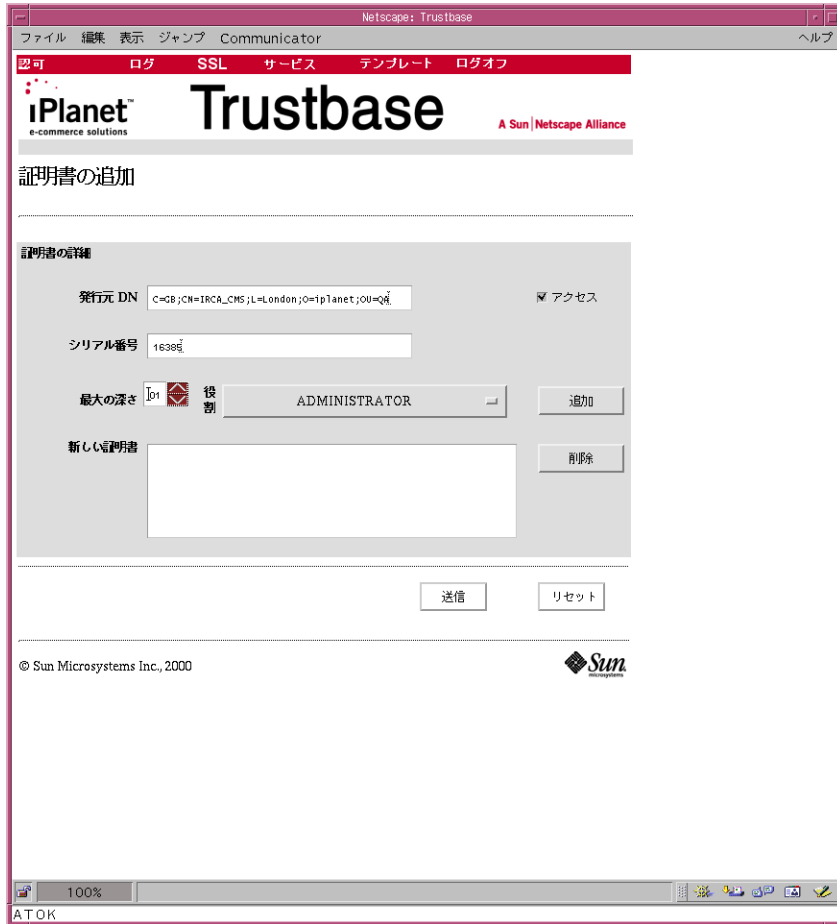 Netscape: Trustbase
ファイル 編集 表示 ジャンプ Communicator ヘルプ
認可 ログ SSL サービス テンプレート ログオフ
iPlanet™
e-commerce solutions
Trustbase
A Sun | Netscape Alliance
証明書の追加
証明書の詳細
発行元 DN C=GB;CN=IRCA_CMS;L=London;O=iplanet;OU=QA アクセス
シリアル番号 16385
最大の深さ 01 役割 ADMINISTRATOR 追加
新しい証明書 削除
送信 リセット
© Sun Microsystems Inc., 2000
Sun
microsystems
100%
ATOK